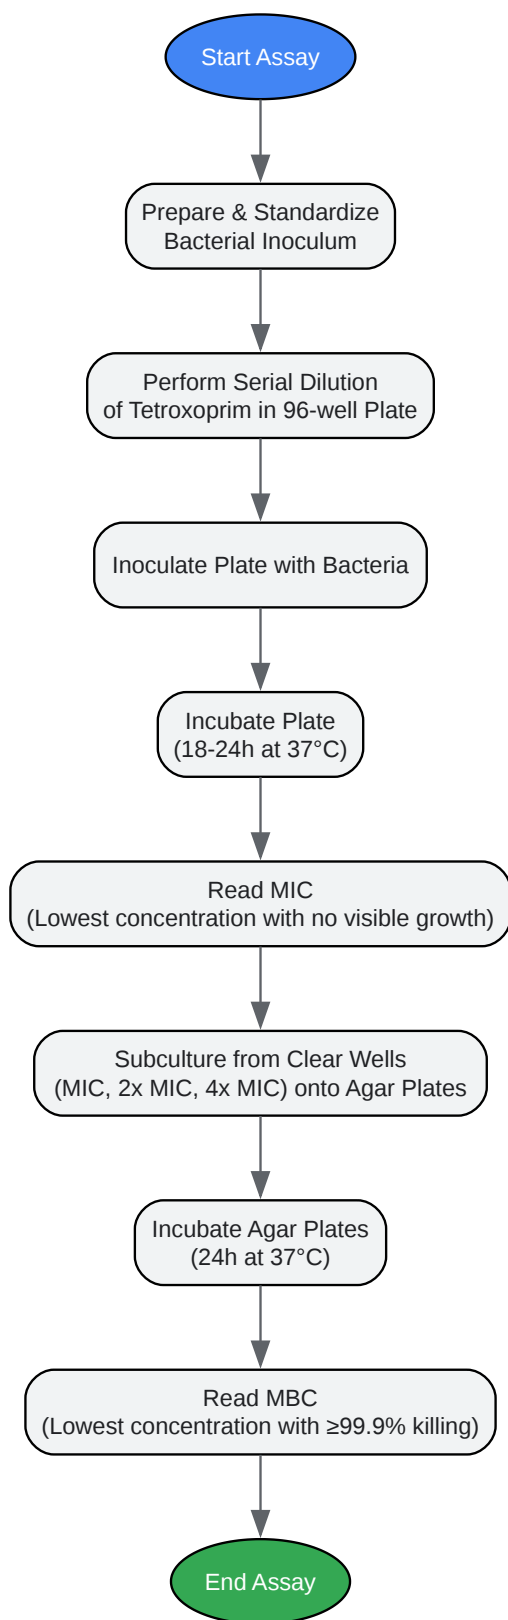 Start Assay
Prepare & Standardize
Bacterial Inoculum
Perform Serial Dilution
of Tetroxoprim in 96-well Plate
Inoculate Plate with Bacteria
Incubate Plate
(18-24h at 37°C)
Read MIC
(Lowest concentration with no visible growth)
Subculture from Clear Wells
(MIC, 2x MIC, 4x MIC) onto Agar Plates
Incubate Agar Plates
(24h at 37°C)
Read MBC
(Lowest concentration with ≥99.9% killing)
End Assay